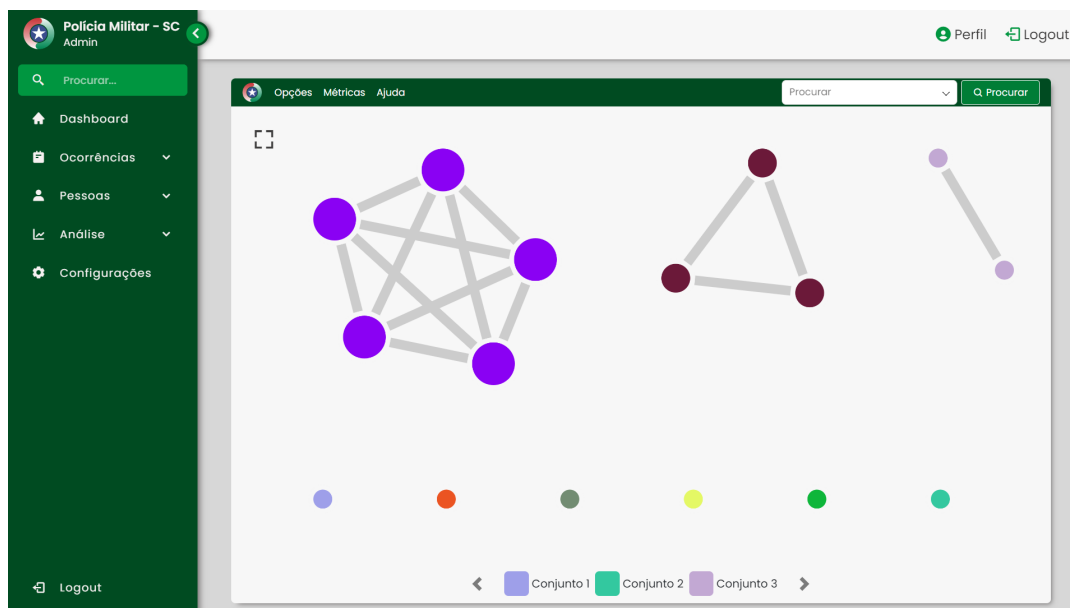 Polícia Militar - SC
Admin
Perfil
Logout
Procurar...
Dashboard
Ocorrências
Pessoas
Análise
Configurações
Logout
Opções Métricas Ajuda
Procurar
Procurar
Conjunto 1 Conjunto 2 Conjunto 3